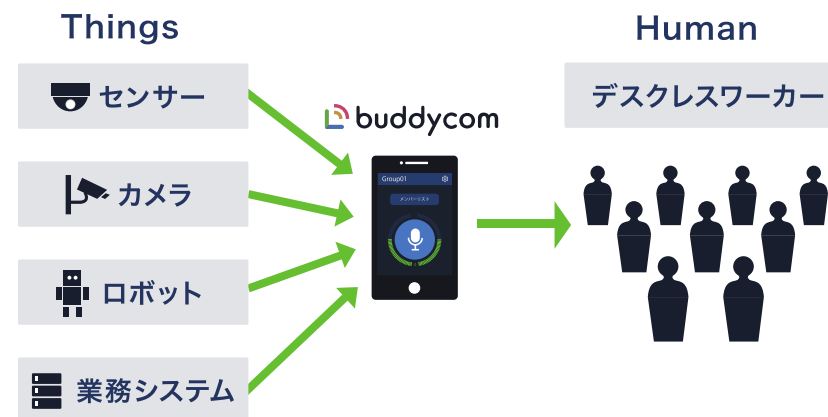 Things
Human
センサー
カメラ
ロボット
業務システム
buddycom
Group01
メンバーリスト
デスクレスワーカー